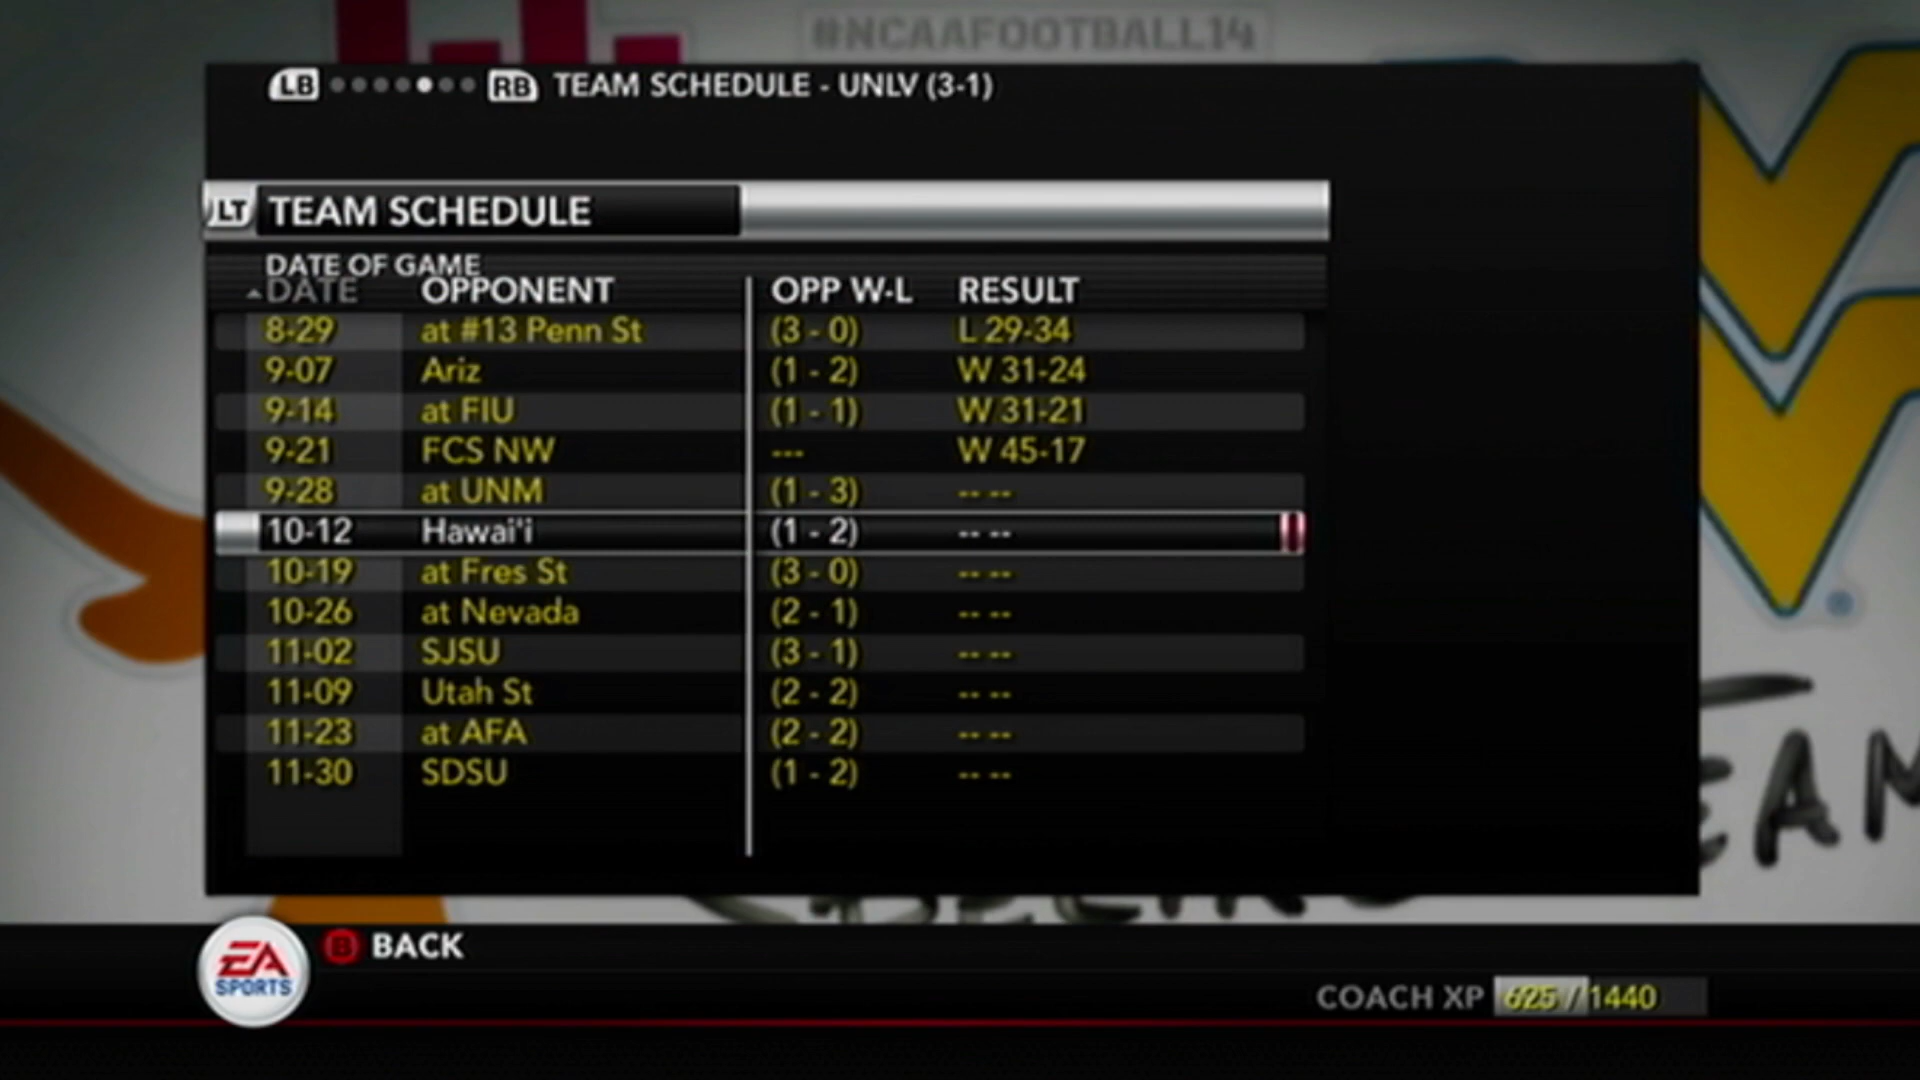 #NCAAFOOTBALL14
LB RB TEAM SCHEDULE - UNLV (3-1)
LT TEAM SCHEDULE
DATE OF GAME
DATE OPPONENT OPP W-L RESULT
8-29 at #13 Penn St (3 - 0) L 29-34
9-07 Ariz (1 - 2) W 31-24
9-14 at FIU (1 - 1) W 31-21
9-21 FCS NW --- W 45-17
9-28 at UNM (1 - 3) -- --
10-12 Hawai'i (1 - 2) -- --
10-19 at Fres St (3 - 0) -- --
10-26 at Nevada (2 - 1) -- --
11-02 SJSU (3 - 1) -- --
11-09 Utah St (2 - 2) -- --
11-23 at AFA (2 - 2) -- --
11-30 SDSU (1 - 2) -- --
EAM
EA SPORTS
B BACK
COACH XP 625 / 1440